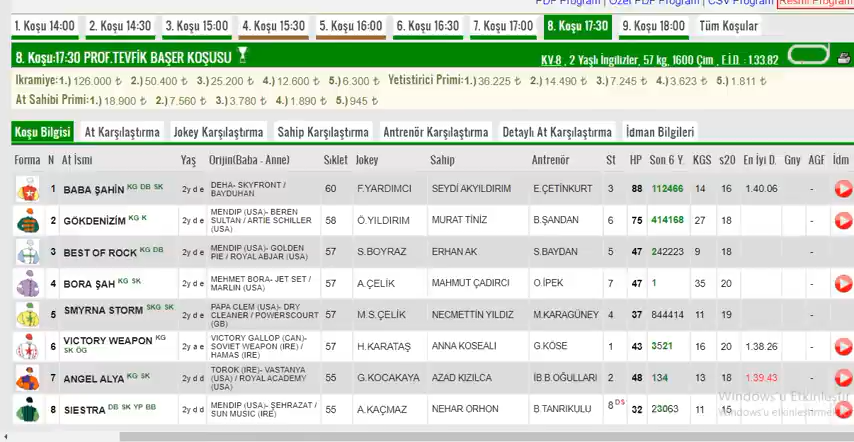 PDF Program | Özel PDF Program | CSV Program | Resmi Program
1. Koşu 14:00 2. Koşu 14:30 3. Koşu 15:00 4. Koşu 15:30 5. Koşu 16:00 6. Koşu 16:30 7. Koşu 17:00 8. Koşu 17:30 9. Koşu 18:00 Tüm Koşular
8. Koşu:17:30 PROF.TEVFİK BAŞER KOŞUSU KV-8 , 2 Yaşlı İngilizler, 57 kg, 1600 Çim , E.İ.D. : 1.33.82
Ikramiye:1.) 126.000 ₺ 2.) 50.400 ₺ 3.) 25.200 ₺ 4.) 12.600 ₺ 5.) 6.300 ₺ Yetistirici Primi:1.) 36.225 ₺ 2.) 14.490 ₺ 3.) 7.245 ₺ 4.) 3.623 ₺ 5.) 1.811 ₺
At Sahibi Primi:1.) 18.900 ₺ 2.) 7.560 ₺ 3.) 3.780 ₺ 4.) 1.890 ₺ 5.) 945 ₺
Koşu Bilgisi At Karşılaştırma Jokey Karşılaştırma Sahip Karşılaştırma Antrenör Karşılaştırma Detaylı At Karşılaştırma İdman Bilgileri
Forma N At İsmi Yaş Orijin(Baba - Anne) Sıklet Jokey Sahip Antrenör St HP Son 6 Y. KGS s20 En İyi D. Gny AGF İdm
1 BABA ŞAHİN KG DB SK 2y d e DEHA- SKYFRONT / BAYDUHAN 60 F.YARDIMCI SEYDİ AKYILDIRIM E.ÇETİNKURT 3 88 112466 14 16 1.40.06 -
2 GÖKDENİZİM KG K 2y d e MENDIP (USA)- BEREN SULTAN / ARTIE SCHILLER (USA) 58 Ö.YILDIRIM MURAT TİNİZ B.ŞANDAN 6 75 414168 27 18 -
3 BEST OF ROCK KG DB 2y d e MENDIP (USA)- GOLDEN PIE / ROYAL ABJAR (USA) 57 S.BOYRAZ ERHAN AK S.BAYDAN 5 47 242223 9 18 -
4 BORA ŞAH KG SK 2y d e MEHMET BORA- JET SET / MARLIN (USA) 57 A.ÇELİK MAHMUT ÇADIRCI O.İPEK 7 47 1 35 20 -
5 SMYRNA STORM SKG SK 2y d e PAPA CLEM (USA)- DRY CLEANER / POWERSCOURT (GB) 57 M.S.ÇELİK NECMETTİN YILDIZ M.KARAGÜNEY 4 37 844414 11 19 -
6 VICTORY WEAPON KG SK ÖG 2y a e VICTORY GALLOP (CAN)- SOVIET WEAPON (IRE) / HAMAS (IRE) 57 H.KARATAŞ ANNA KOSEALI G.KÖSE 1 43 3521 16 20 1.38.26 -
7 ANGEL ALYA KG SK 2y d d TOROK (IRE)- VASTANYA (USA) / ROYAL ACADEMY (USA) 55 G.KOCAKAYA AZAD KIZILCA İB.B.OĞULLARI 2 48 134 13 18 1.39.43 -
8 SIESTRA DB SK YP BB 2y d d MENDIP (USA)- ŞEHRAZAT / SUN MUSIC (IRE) 55 A.KAÇMAZ NEHAR ORHON B TANRIKULU 8 DS 32 23063 11 15 -
Windows'u Etkinleştir
Windows'u etkinleştirmek